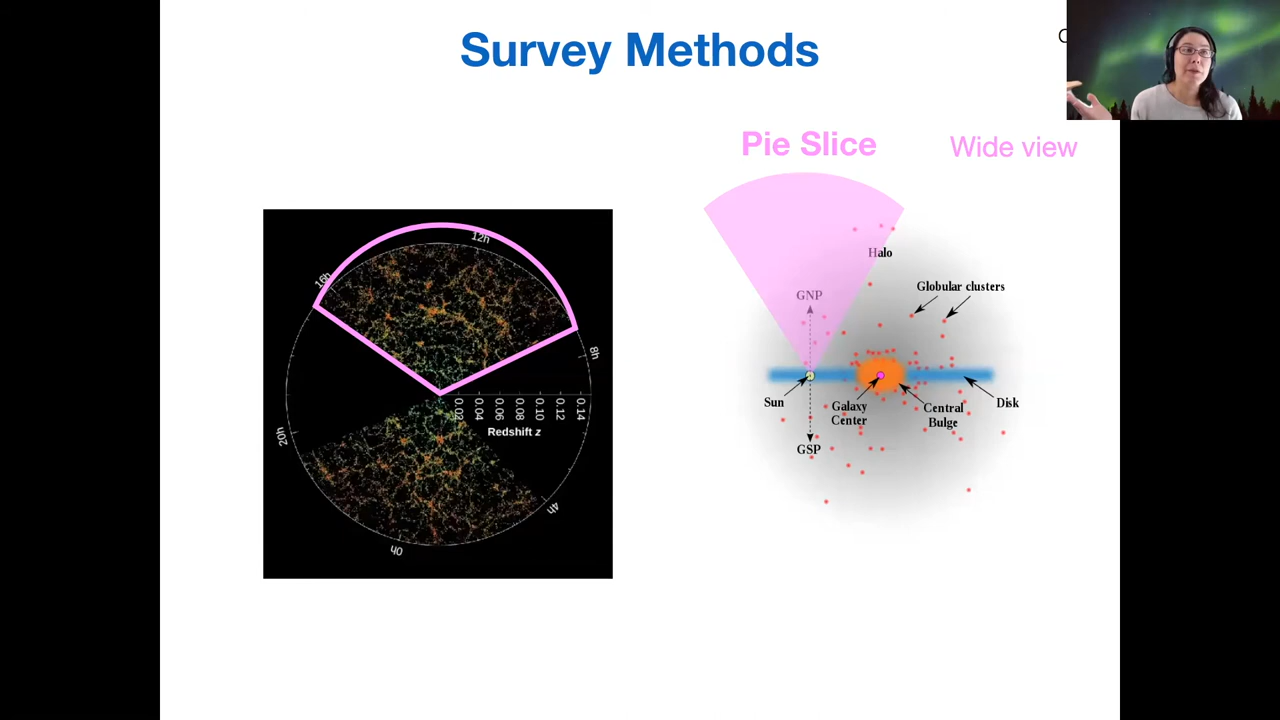 Survey Methods
Pie Slice
Wide view
12h
16h
8h
20h
4h
0h
0.02
0.04
0.06
0.08
0.10
0.12
0.14
Redshift z
Halo
GNP
Globular clusters
Sun
Galaxy
Center
Central
Bulge
Disk
GSP